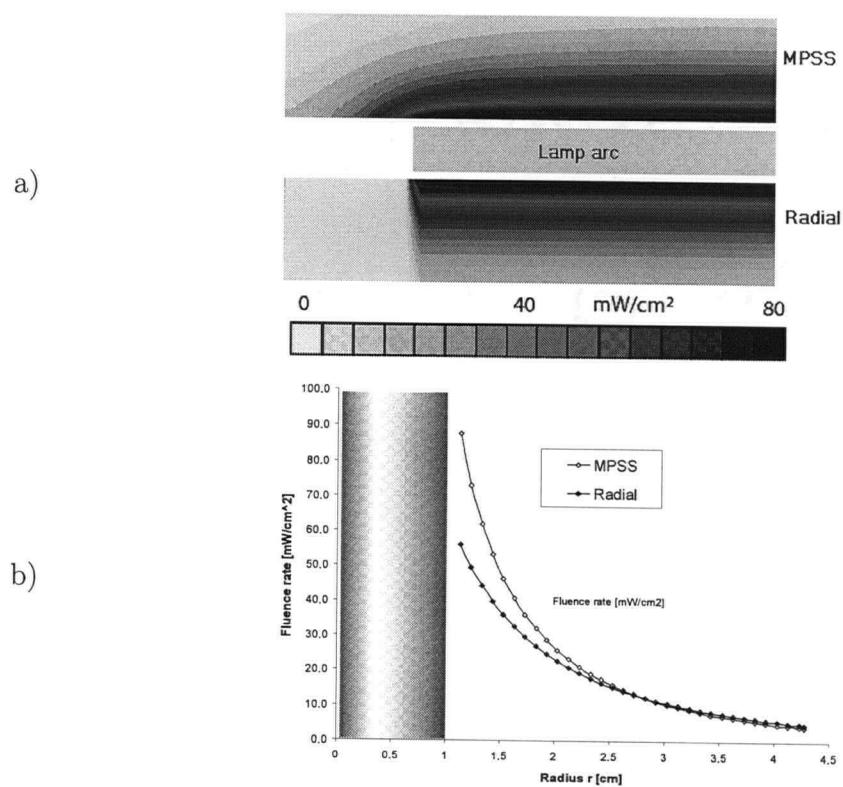 MPSS
Lamp arc
a)
Radial
0 40 mW/cm² 80
100.0
90.0
80.0
70.0
60.0
50.0
40.0
30.0
20.0
10.0
0.0
Fluence rate [mW/cm^2]
MPSS
Radial
Fluence rate [mW/cm2]
b)
0 0.5 1 1.5 2 2.5 3 3.5 4 4.5
Radius r [cm]